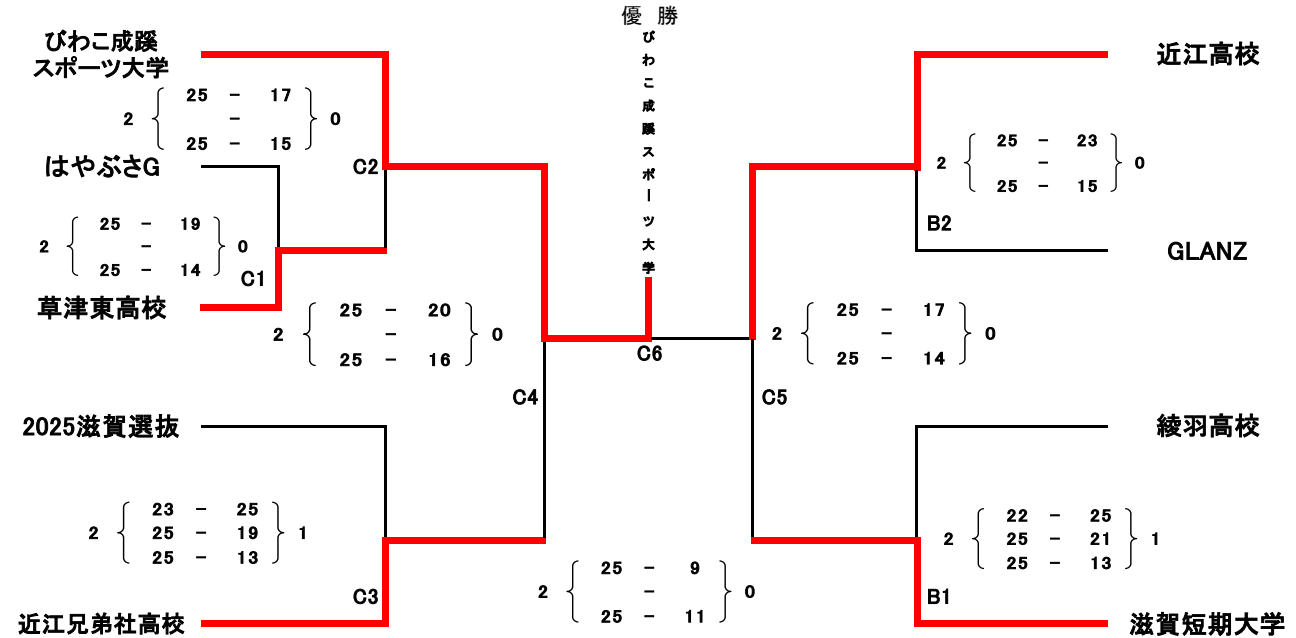 優 勝
びわこ成蹊スポーツ大学
びわこ成蹊
スポーツ大学
25 － 17
2 － 0
25 － 15
はやぶさG
C2
25 － 19
2 － 0
25 － 14
C1
草津東高校
25 － 20
2 － 0
25 － 16
C4
2025滋賀選抜
23 － 25
2 25 － 19 1
25 － 13
C3
近江兄弟社高校
C6
25 － 9
2 － 0
25 － 11
近江高校
25 － 23
2 － 0
25 － 15
B2
GLANZ
25 － 17
2 － 0
25 － 14
C5
綾羽高校
22 － 25
2 25 － 21 1
25 － 13
B1
滋賀短期大学